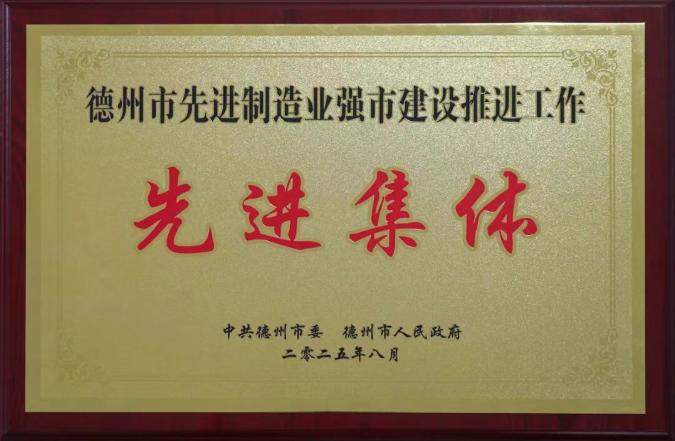 德州市先进制造业强市建设推进工作
先进集体
中共德州市委 德州市人民政府
二零二五年八月